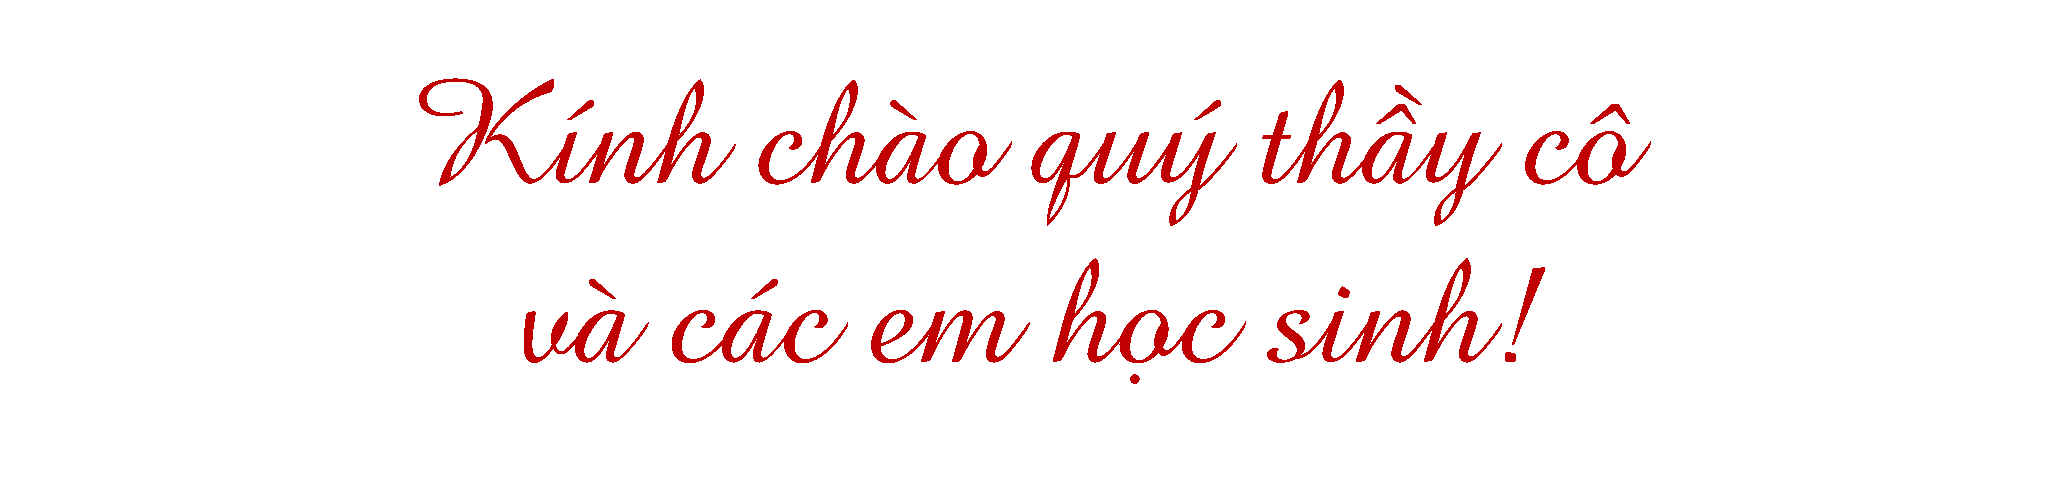 Kính chào quý thầy cô
và các em học sinh!